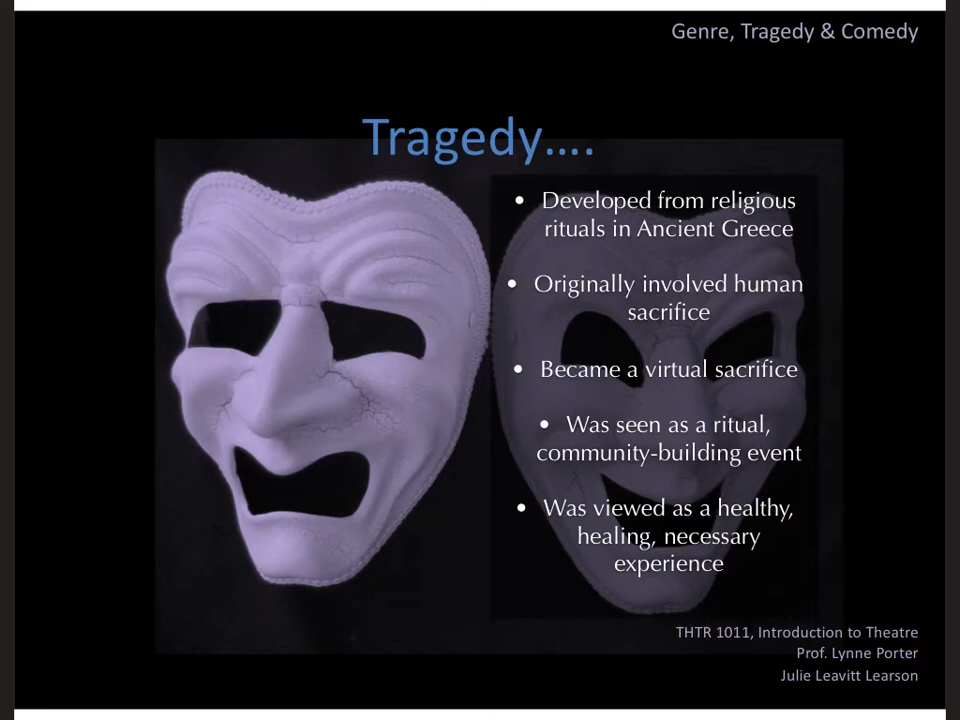 Genre, Tragedy & Comedy
Tragedy….
• Developed from religious
rituals in Ancient Greece
• Originally involved human
sacrifice
• Became a virtual sacrifice
• Was seen as a ritual,
community-building event
• Was viewed as a healthy,
healing, necessary
experience
THTR 1011, Introduction to Theatre
Prof. Lynne Porter
Julie Leavitt Learson